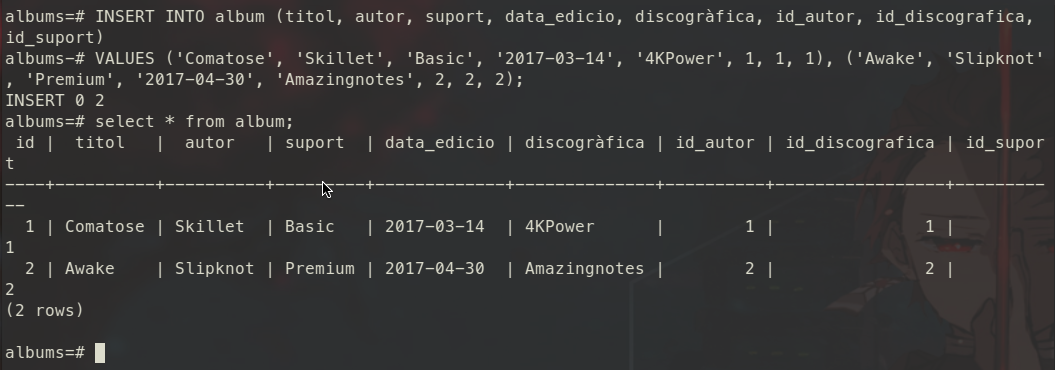 albums=# INSERT INTO album (titol, autor, suport, data_edicio, discogràfica, id_autor, id_discografica,
id_suport)
albums-# VALUES ('Comatose', 'Skillet', 'Basic', '2017-03-14', '4KPower', 1, 1, 1), ('Awake', 'Slipknot'
, 'Premium', '2017-04-30', 'Amazingnotes', 2, 2, 2);
INSERT 0 2
albums=# select * from album;
 id |  titol   |  autor   | suport  | data_edicio | discogràfica | id_autor | id_discografica | id_supor
t
----+----------+----------+---------+-------------+--------------+----------+-----------------+---------
--
  1 | Comatose | Skillet  | Basic   | 2017-03-14  | 4KPower      |        1 |               1 |
1
  2 | Awake    | Slipknot | Premium | 2017-04-30  | Amazingnotes |        2 |               2 |
2
(2 rows)
albums=#